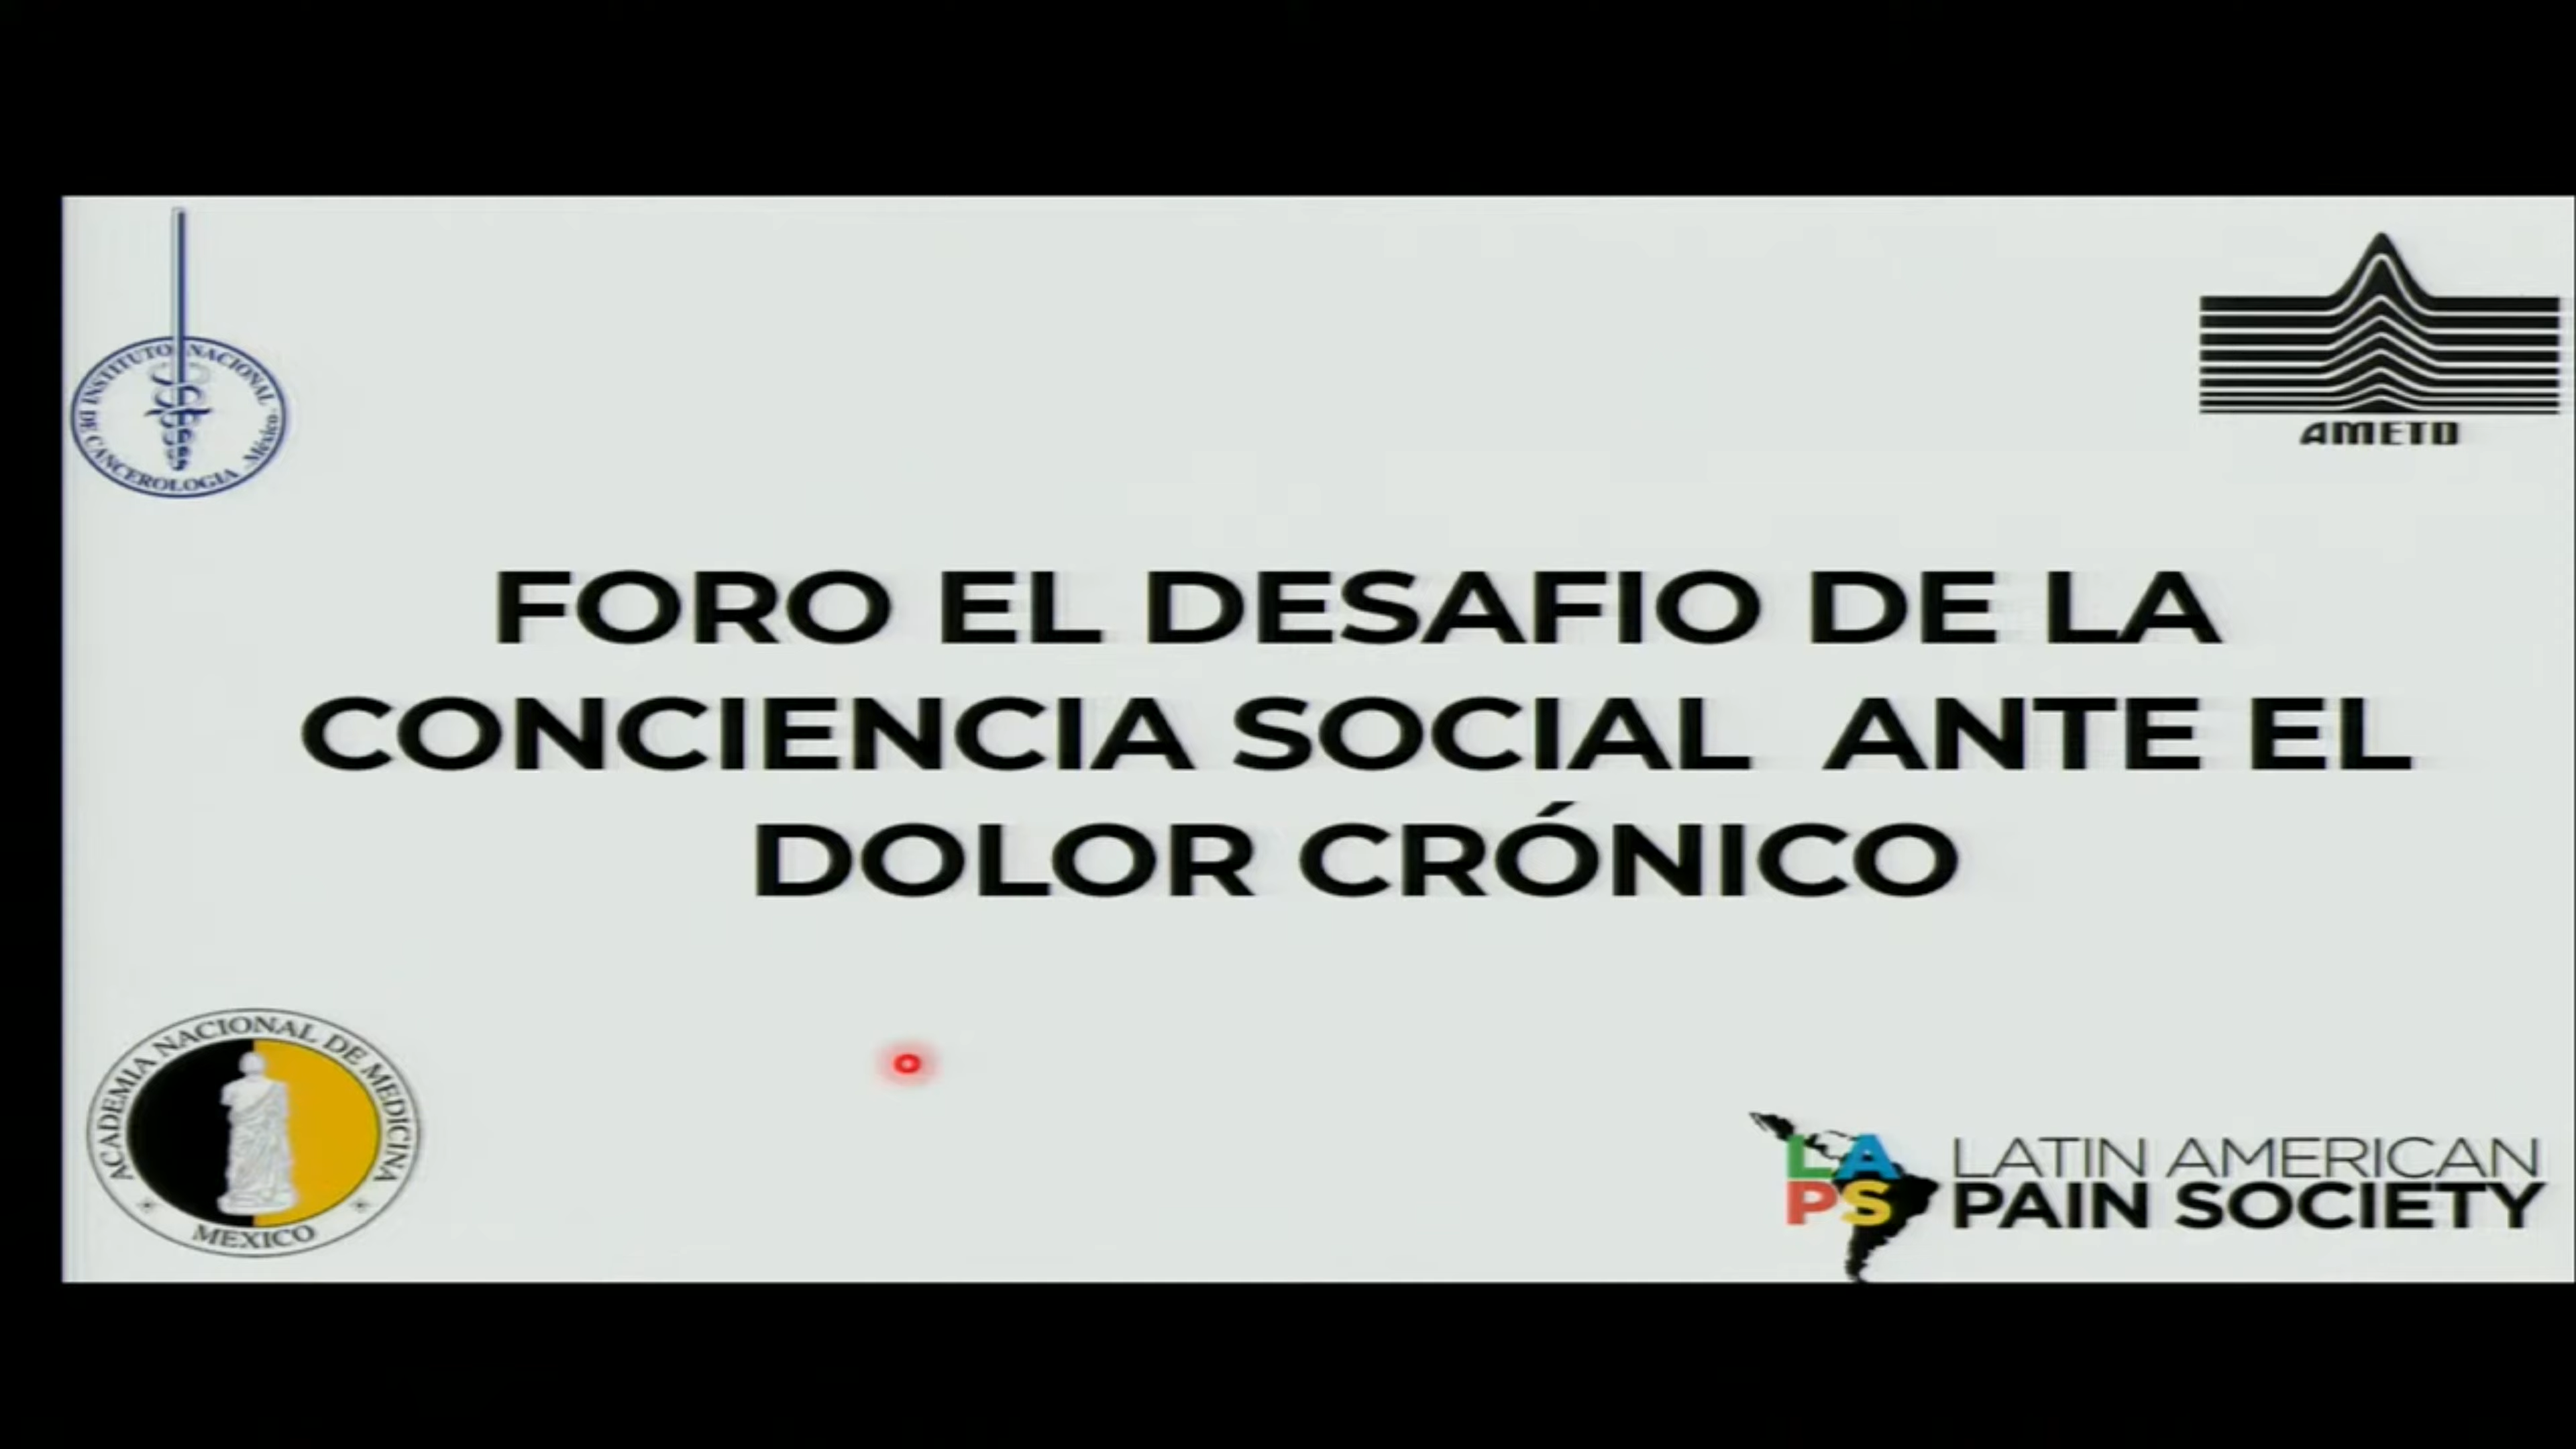 INSTITUTO NACIONAL
DE CANCEROLOGIA México
AMETD
FORO EL DESAFIO DE LA
CONCIENCIA SOCIAL ANTE EL
DOLOR CRÓNICO
ACADEMIA NACIONAL DE MEDICINA
MEXICO
LA
PS
LATIN AMERICAN
PAIN SOCIETY